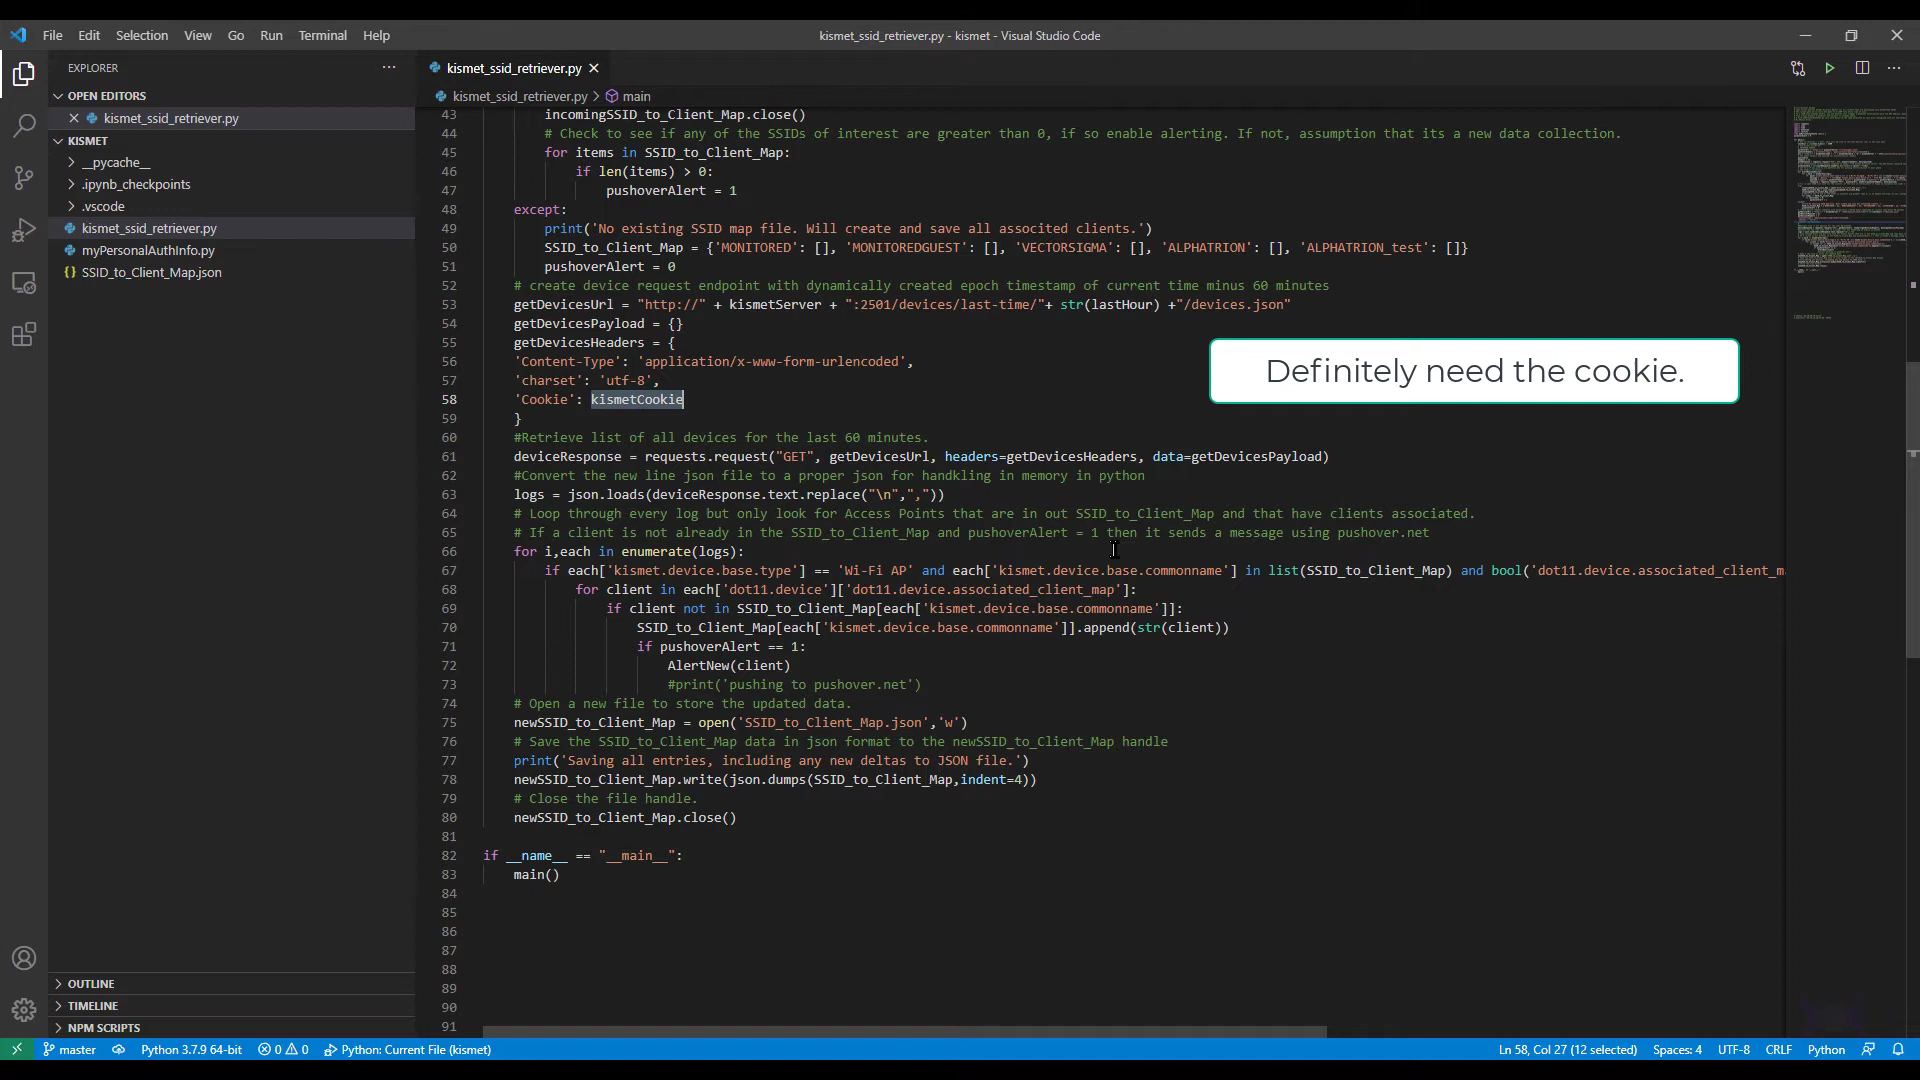 File Edit Selection View Go Run Terminal Help
kismet_ssid_retriever.py - kismet - Visual Studio Code
EXPLORER
OPEN EDITORS
kismet_ssid_retriever.py
KISMET
__pycache__
.ipynb_checkpoints
.vscode
kismet_ssid_retriever.py
myPersonalAuthInfo.py
{} SSID_to_Client_Map.json
OUTLINE
TIMELINE
NPM SCRIPTS
kismet_ssid_retriever.py
kismet_ssid_retriever.py > main
43 incomingSSID_to_Client_Map.close()
44 # Check to see if any of the SSIDs of interest are greater than 0, if so enable alerting. If not, assumption that its a new data collection.
45 for items in SSID_to_Client_Map:
46 if len(items) > 0:
47 pushoverAlert = 1
48 except:
49 print('No existing SSID map file. Will create and save all associted clients.')
50 SSID_to_Client_Map = {'MONITORED': [], 'MONITOREDGUEST': [], 'VECTORSIGMA': [], 'ALPHATRION': [], 'ALPHATRION_test': []}
51 pushoverAlert = 0
52 # create device request endpoint with dynamically created epoch timestamp of current time minus 60 minutes
53 getDevicesUrl = "http://" + kismetServer + ":2501/devices/last-time/"+ str(lastHour) +"/devices.json"
54 getDevicesPayload = {}
55 getDevicesHeaders = {
56 'Content-Type': 'application/x-www-form-urlencoded',
57 'charset': 'utf-8',
58 'Cookie': kismetCookie
59 }
60 #Retrieve list of all devices for the last 60 minutes.
61 deviceResponse = requests.request("GET", getDevicesUrl, headers=getDevicesHeaders, data=getDevicesPayload)
62 #Convert the new line json file to a proper json for handkling in memory in python
63 logs = json.loads(deviceResponse.text.replace("\n",","))
64 # Loop through every log but only look for Access Points that are in out SSID_to_Client_Map and that have clients associated.
65 # If a client is not already in the SSID_to_Client_Map and pushoverAlert = 1 then it sends a message using pushover.net
66 for i,each in enumerate(logs):
67 if each['kismet.device.base.type'] == 'Wi-Fi AP' and each['kismet.device.base.commonname'] in list(SSID_to_Client_Map) and bool('dot11.device.associated_client_m
68 for client in each['dot11.device']['dot11.device.associated_client_map']:
69 if client not in SSID_to_Client_Map[each['kismet.device.base.commonname']]:
70 SSID_to_Client_Map[each['kismet.device.base.commonname']].append(str(client))
71 if pushoverAlert == 1:
72 AlertNew(client)
73 #print('pushing to pushover.net')
74 # Open a new file to store the updated data.
75 newSSID_to_Client_Map = open('SSID_to_Client_Map.json','w')
76 # Save the SSID_to_Client_Map data in json format to the newSSID_to_Client_Map handle
77 print('Saving all entries, including any new deltas to JSON file.')
78 newSSID_to_Client_Map.write(json.dumps(SSID_to_Client_Map,indent=4))
79 # Close the file handle.
80 newSSID_to_Client_Map.close()
81
82 if __name__ == "__main__":
83 main()
84
85
86
87
88
89
90
91
Definitely need the cookie.
master Python 3.7.9 64-bit 0 0 Python: Current File (kismet) Ln 58, Col 27 (12 selected) Spaces: 4 UTF-8 CRLF Python